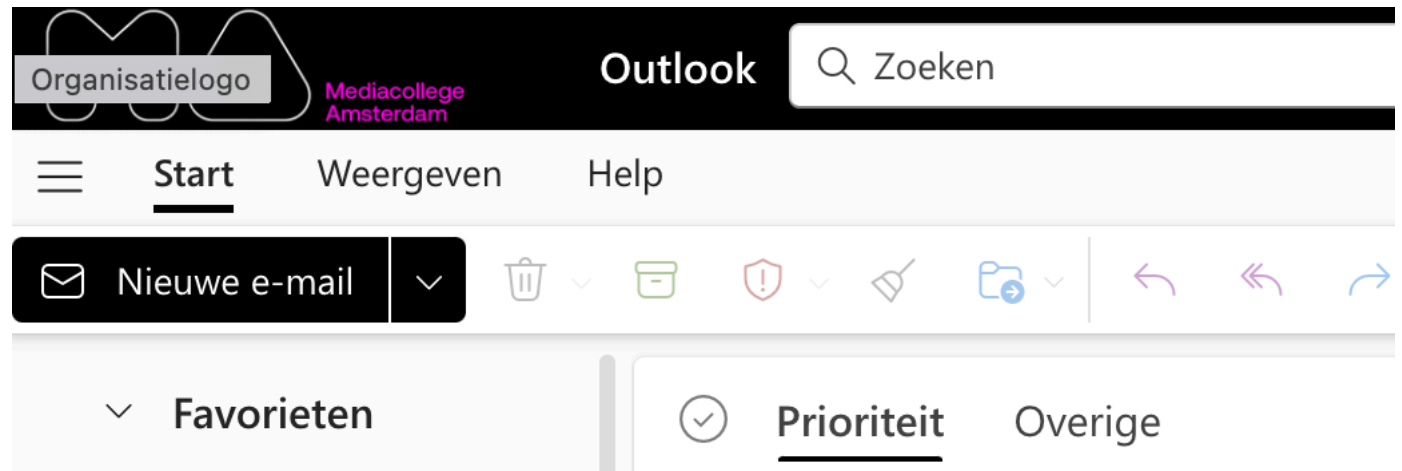 Organisatielogo
Mediacollege
Amsterdam
Outlook
Zoeken
Start
Weergeven
Help
Nieuwe e-mail
Favorieten
Prioriteit
Overige